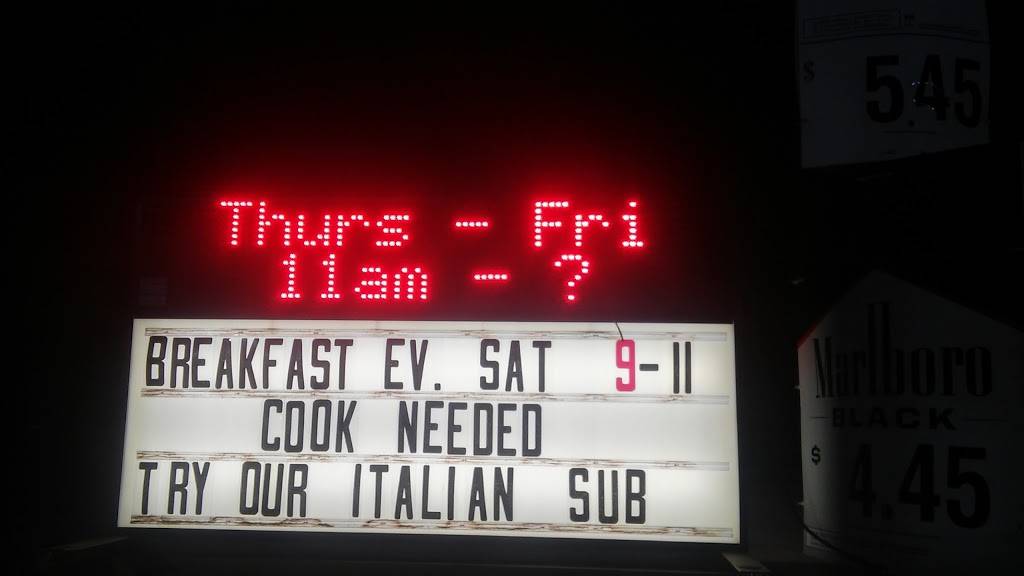 Thurs - Fri
11am - ?
BREAKFAST EV. SAT 9-11
COOK NEEDED
TRY OUR ITALIAN SUB
$ 5.45
Marlboro
BLACK
$ 4.45